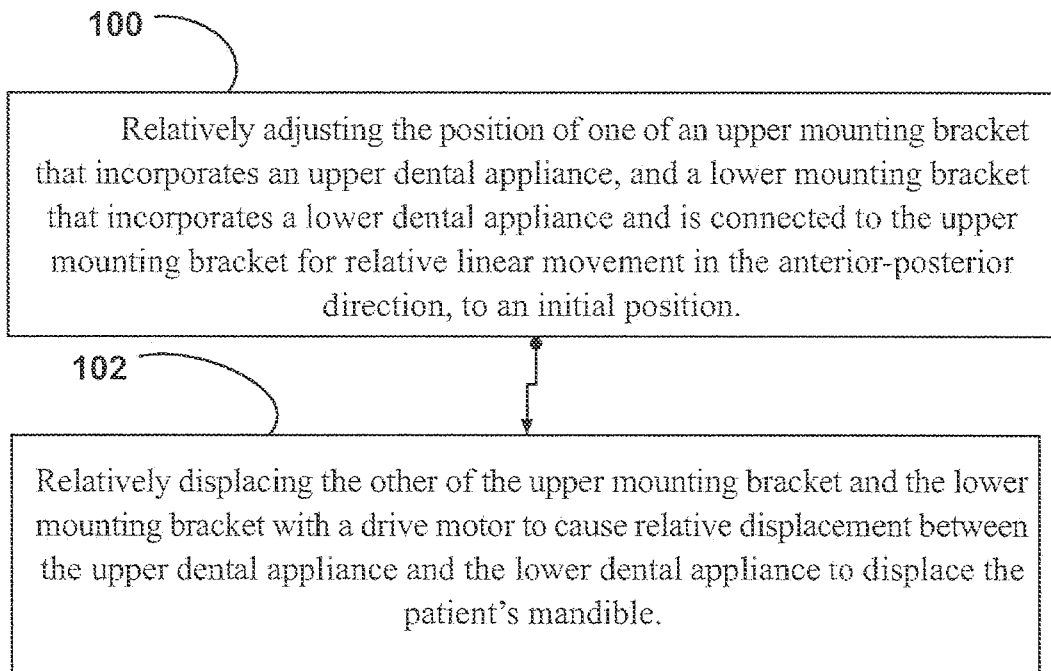 100
Relatively adjusting the position of one of an upper mounting bracket
that incorporates an upper dental appliance, and a lower mounting bracket
that incorporates a lower dental appliance and is connected to the upper
mounting bracket for relative linear movement in the anterior-posterior
direction, to an initial position.
102
Relatively displacing the other of the upper mounting bracket and the lower
mounting bracket with a drive motor to cause relative displacement between
the upper dental appliance and the lower dental appliance to displace the
patient's mandible.